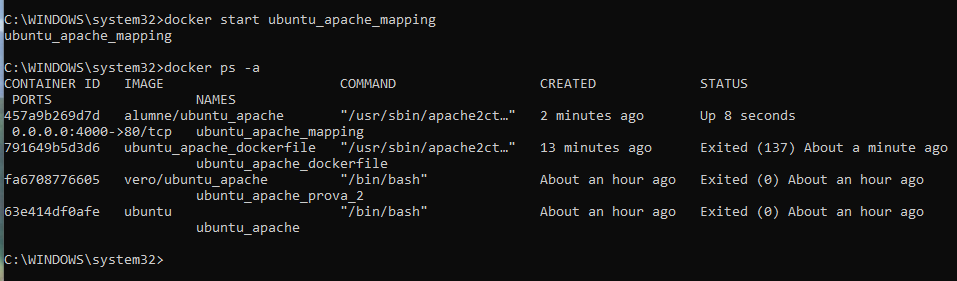 C:\WINDOWS\system32>docker start ubuntu_apache_mapping
ubuntu_apache_mapping
C:\WINDOWS\system32>docker ps -a
CONTAINER ID   IMAGE                      COMMAND                  CREATED             STATUS
 PORTS                  NAMES
457a9b269d7d   alumne/ubuntu_apache       "/usr/sbin/apache2ct…"   2 minutes ago       Up 8 seconds
 0.0.0.0:4000->80/tcp   ubuntu_apache_mapping
791649b5d3d6   ubuntu_apache_dockerfile   "/usr/sbin/apache2ct…"   13 minutes ago      Exited (137) About a minute ago
                        ubuntu_apache_dockerfile
fa6708776605   vero/ubuntu_apache         "/bin/bash"              About an hour ago   Exited (0) About an hour ago
                        ubuntu_apache_prova_2
63e414df0afe   ubuntu                     "/bin/bash"              About an hour ago   Exited (0) About an hour ago
                        ubuntu_apache
C:\WINDOWS\system32>